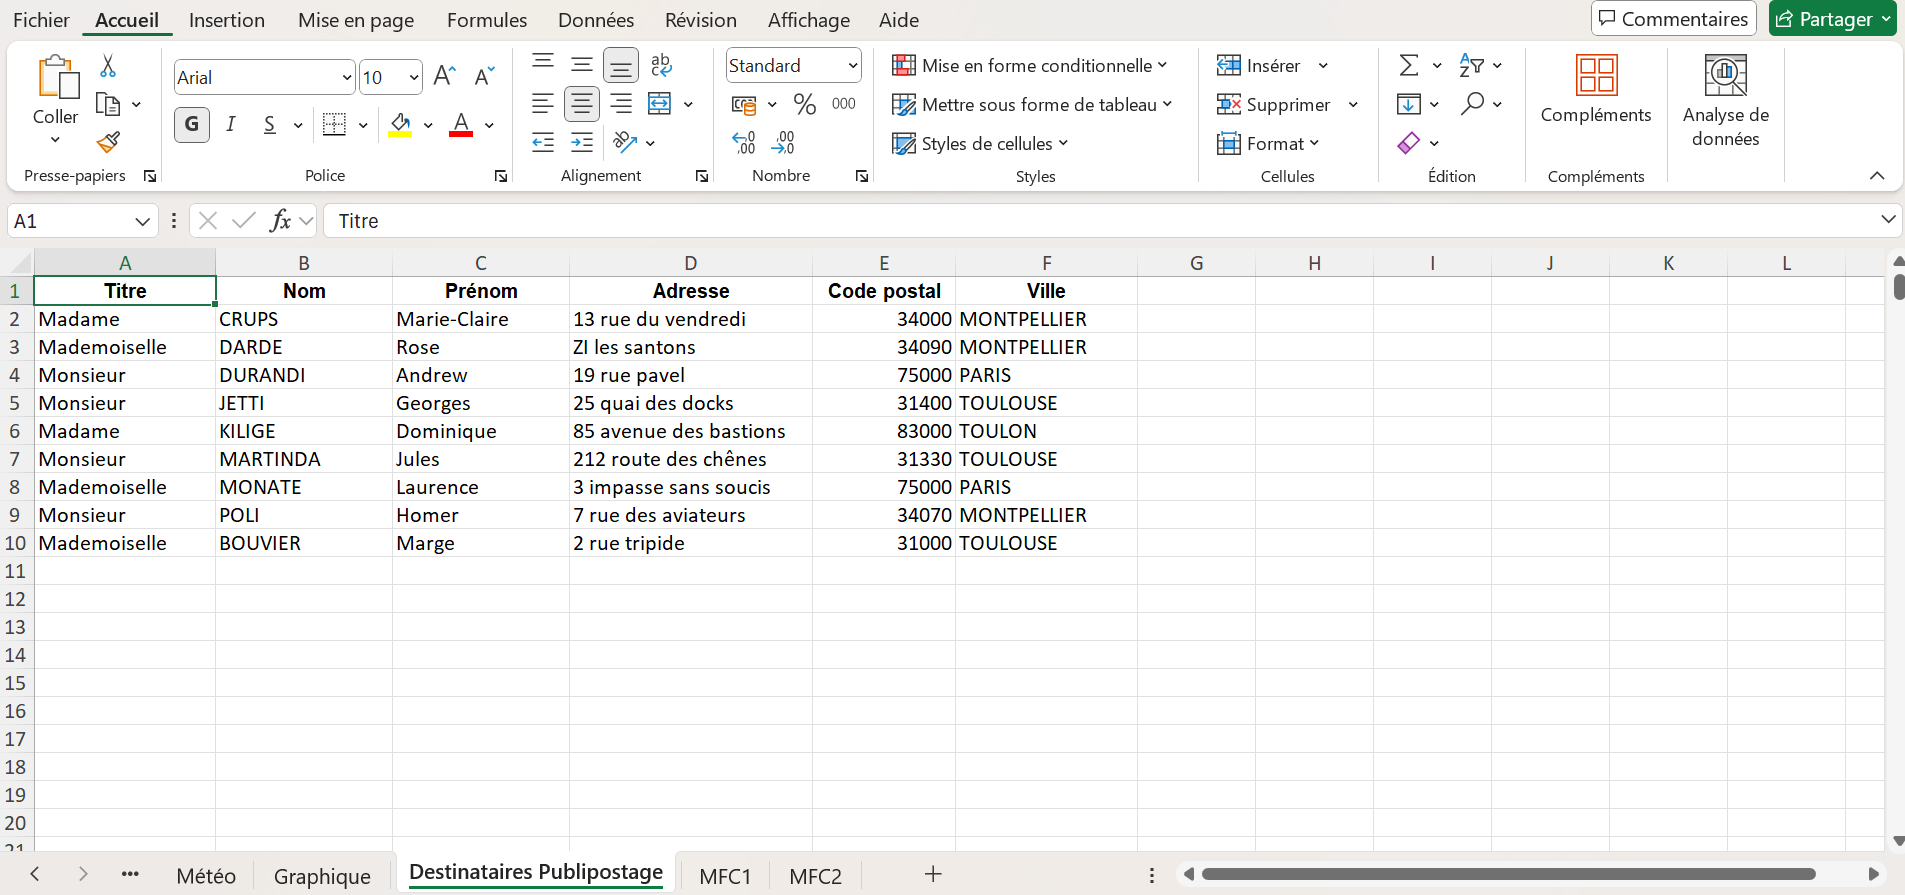 Fichier Accueil Insertion Mise en page Formules Données Révision Affichage Aide Commentaires Partager
Arial 10 Standard Mise en forme conditionnelle Insérer
Coller Mettre sous forme de tableau Supprimer Compléments Analyse de données
G I S A % 000 Styles de cellules Format
Presse-papiers Police Alignement Nombre Styles Cellules Édition Compléments
A1 fx Titre
A B C D E F G H I J K L
1 Titre Nom Prénom Adresse Code postal Ville
2 Madame CRUPS Marie-Claire 13 rue du vendredi 34000 MONTPELLIER
3 Mademoiselle DARDE Rose ZI les santons 34090 MONTPELLIER
4 Monsieur DURANDI Andrew 19 rue pavel 75000 PARIS
5 Monsieur JETTI Georges 25 quai des docks 31400 TOULOUSE
6 Madame KILIGE Dominique 85 avenue des bastions 83000 TOULON
7 Monsieur MARTINDA Jules 212 route des chênes 31330 TOULOUSE
8 Mademoiselle MONATE Laurence 3 impasse sans soucis 75000 PARIS
9 Monsieur POLI Homer 7 rue des aviateurs 34070 MONTPELLIER
10 Mademoiselle BOUVIER Marge 2 rue tripide 31000 TOULOUSE
11
12
13
14
15
16
17
18
19
20
21
Météo Graphique Destinataires Publipostage MFC1 MFC2